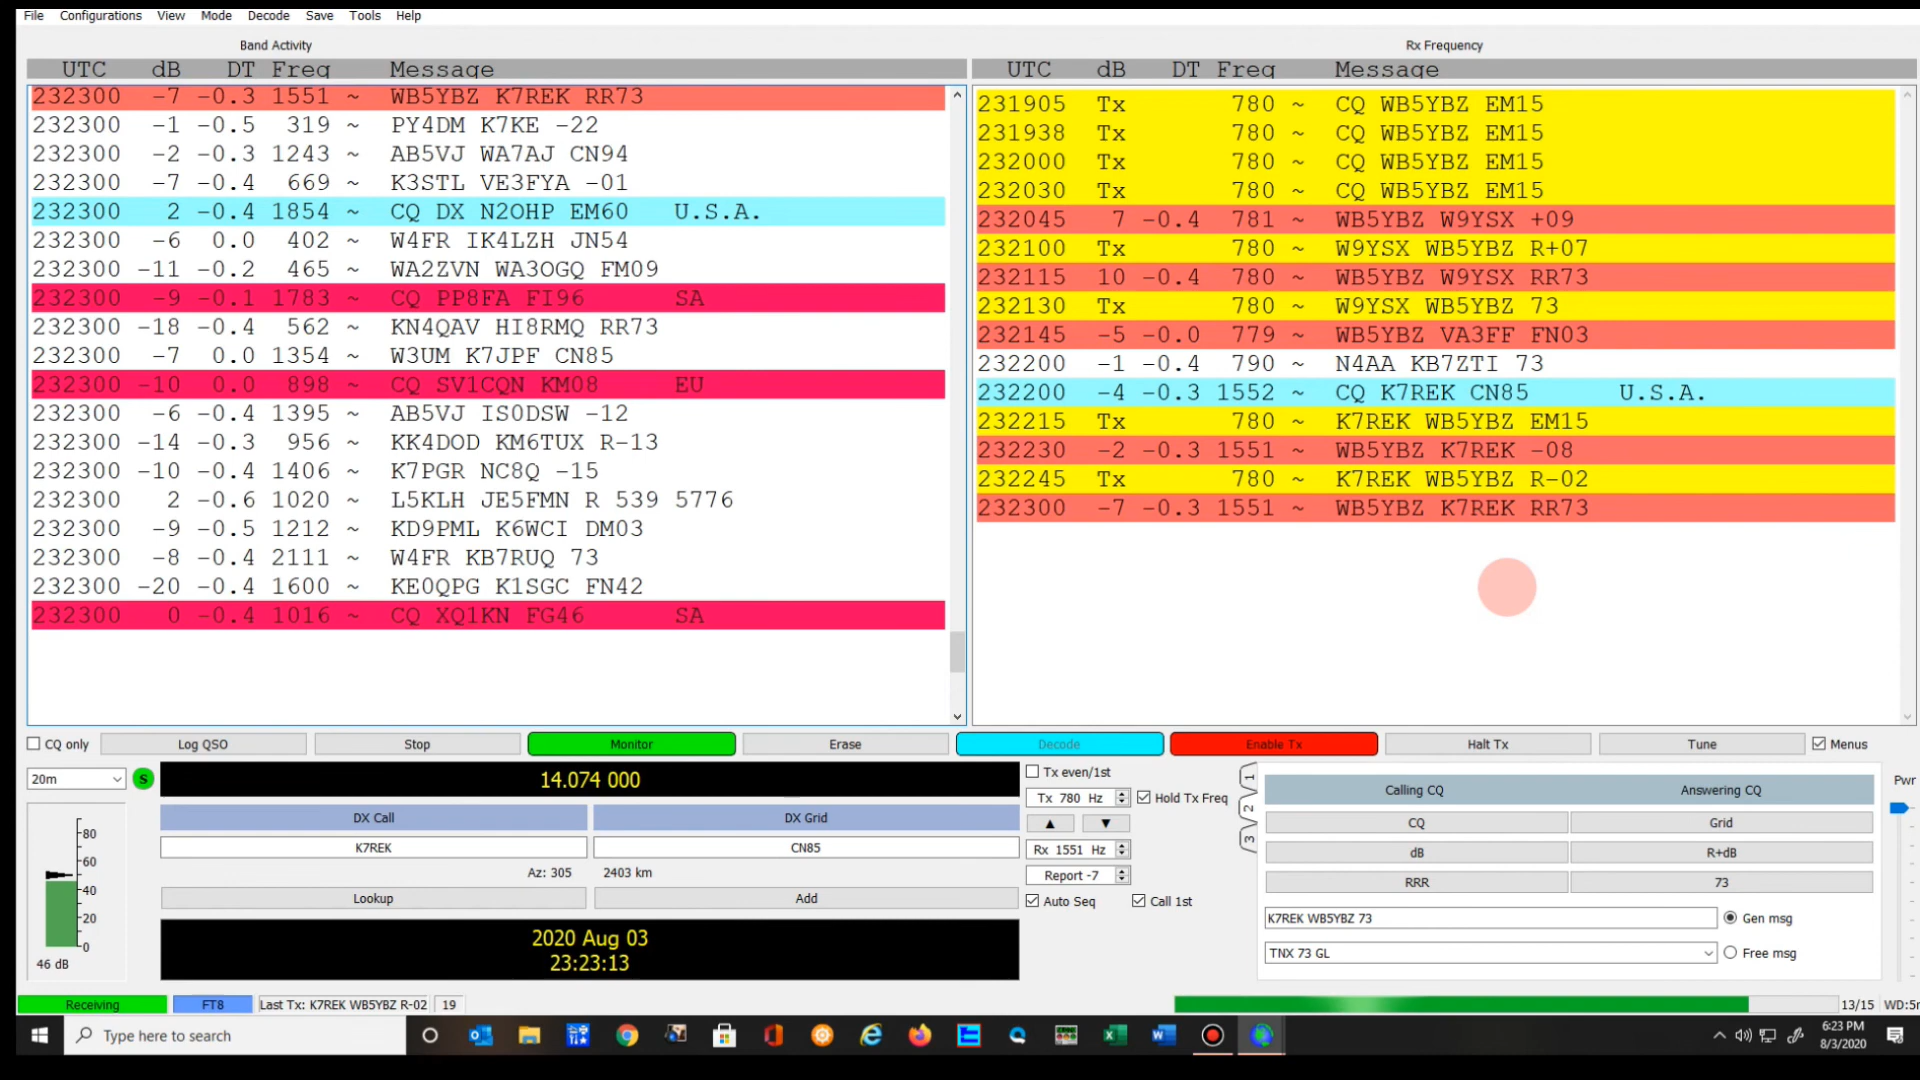 File Configurations View Mode Decode Save Tools Help
Band Activity
UTC dB DT Freq Message
232300 -7 -0.3 1551 ~ WB5YBZ K7REK RR73
232300 -1 -0.5 319 ~ PY4DM K7KE -22
232300 -2 -0.3 1243 ~ AB5VJ WA7AJ CN94
232300 -7 -0.4 669 ~ K3STL VE3FYA -01
232300 2 -0.4 1854 ~ CQ DX N2OHP EM60 U.S.A.
232300 -6 0.0 402 ~ W4FR IK4LZH JN54
232300 -11 -0.2 465 ~ WA2ZVN WA3OGQ FM09
232300 -9 -0.1 1783 ~ CQ PP8FA FI96 SA
232300 -18 -0.4 562 ~ KN4QAV HI8RMQ RR73
232300 -7 0.0 1354 ~ W3UM K7JPF CN85
232300 -10 0.0 898 ~ CQ SV1CQN KM08 EU
232300 -6 -0.4 1395 ~ AB5VJ IS0DSW -12
232300 -14 -0.3 956 ~ KK4DOD KM6TUX R-13
232300 -10 -0.4 1406 ~ K7PGR NC8Q -15
232300 2 -0.6 1020 ~ L5KLH JE5FMN R 539 5776
232300 -9 -0.5 1212 ~ KD9PML K6WCI DM03
232300 -8 -0.4 2111 ~ W4FR KB7RUQ 73
232300 -20 -0.4 1600 ~ KE0QPG K1SGC FN42
232300 0 -0.4 1016 ~ CQ XQ1KN FG46 SA
Rx Frequency
UTC dB DT Freq Message
231905 Tx 780 ~ CQ WB5YBZ EM15
231938 Tx 780 ~ CQ WB5YBZ EM15
232000 Tx 780 ~ CQ WB5YBZ EM15
232030 Tx 780 ~ CQ WB5YBZ EM15
232045 7 -0.4 781 ~ WB5YBZ W9YSX +09
232100 Tx 780 ~ W9YSX WB5YBZ R+07
232115 10 -0.4 780 ~ WB5YBZ W9YSX RR73
232130 Tx 780 ~ W9YSX WB5YBZ 73
232145 -5 -0.0 779 ~ WB5YBZ VA3FF FN03
232200 -1 -0.4 790 ~ N4AA KB7ZTI 73
232200 -4 -0.3 1552 ~ CQ K7REK CN85 U.S.A.
232215 Tx 780 ~ K7REK WB5YBZ EM15
232230 -2 -0.3 1551 ~ WB5YBZ K7REK -08
232245 Tx 780 ~ K7REK WB5YBZ R-02
232300 -7 -0.3 1551 ~ WB5YBZ K7REK RR73
CQ only Log QSO Stop Monitor Erase Decode Enable Tx Halt Tx Tune Menus
20m S 14.074 000
DX Call DX Grid
K7REK CN85
Az: 305 2403 km
Lookup Add
2020 Aug 03
23:23:13
80
60
40
20
0
46 dB
Tx even/1st
Tx 780 Hz Hold Tx Freq
Rx 1551 Hz
Report -7
Auto Seq Call 1st
1
2
3
Calling CQ Answering CQ
CQ Grid
dB R+dB
RRR 73
K7REK WB5YBZ 73 Gen msg
TNX 73 GL Free msg
Pwr
Receiving FT8 Last Tx: K7REK WB5YBZ R-02 19 13/15 WD:5m
Type here to search
6:23 PM
8/3/2020